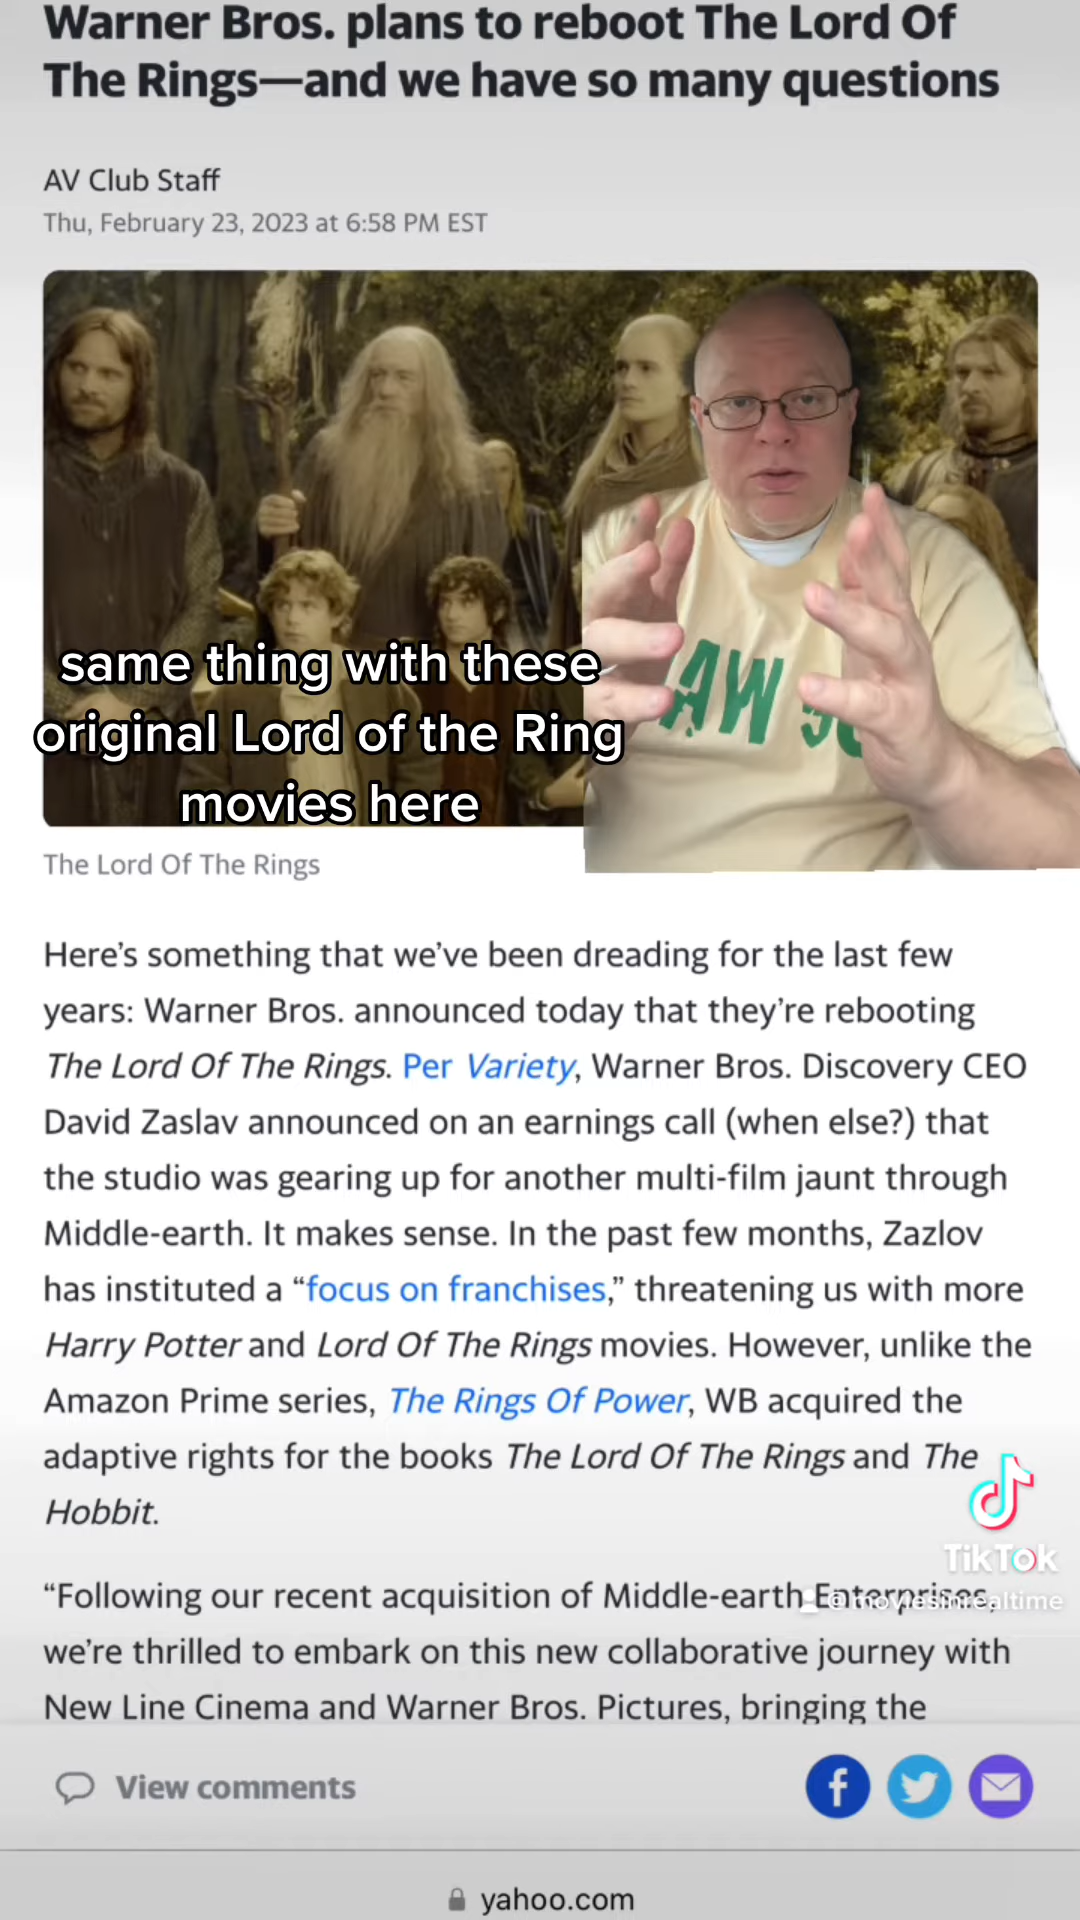 Warner Bros. plans to reboot The Lord Of
The Rings—and we have so many questions
AV Club Staff
Thu, February 23, 2023 at 6:58 PM EST
AW
same thing with these
original Lord of the Ring
movies here
The Lord Of The Rings
Here’s something that we’ve been dreading for the last few
years: Warner Bros. announced today that they’re rebooting
The Lord Of The Rings. Per Variety, Warner Bros. Discovery CEO
David Zaslav announced on an earnings call (when else?) that
the studio was gearing up for another multi-film jaunt through
Middle-earth. It makes sense. In the past few months, Zazlov
has instituted a “focus on franchises,” threatening us with more
Harry Potter and Lord Of The Rings movies. However, unlike the
Amazon Prime series, The Rings Of Power, WB acquired the
adaptive rights for the books The Lord Of The Rings and The
Hobbit.
TikTok
@moviesinrealtime
“Following our recent acquisition of Middle-earth Enterprises,
we’re thrilled to embark on this new collaborative journey with
New Line Cinema and Warner Bros. Pictures, bringing the
View comments
yahoo.com